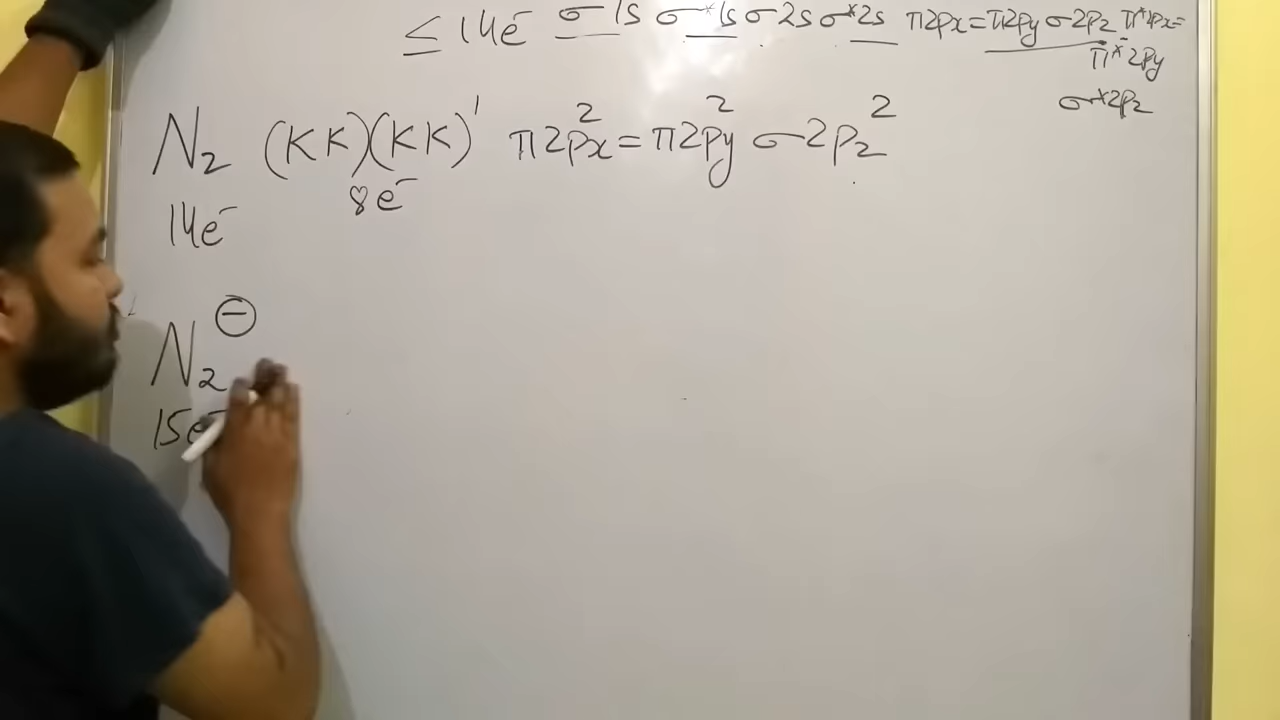 ≤ 14e⁻ σ1s σ*1s σ2s σ*2s π2px=π2py σ2pz π*2px=
π*2py
σ*2pz
N₂ (KK)(KK)' π2px²=π2py² σ2pz²
14e⁻ 8e⁻
N₂⊖
15e⁻